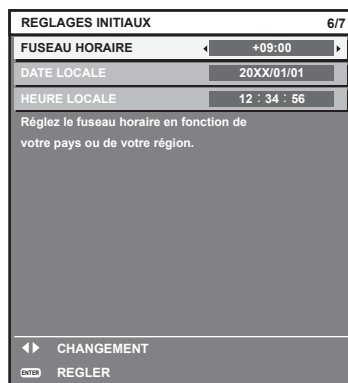 REGLAGES INITIAUX 6/7
FUSEAU HORAIRE +09:00
DATE LOCALE 20XX/01/01
HEURE LOCALE 12 : 34 : 56
Réglez le fuseau horaire en fonction de
votre pays ou de votre région.
CHANGEMENT
ENTER REGLER